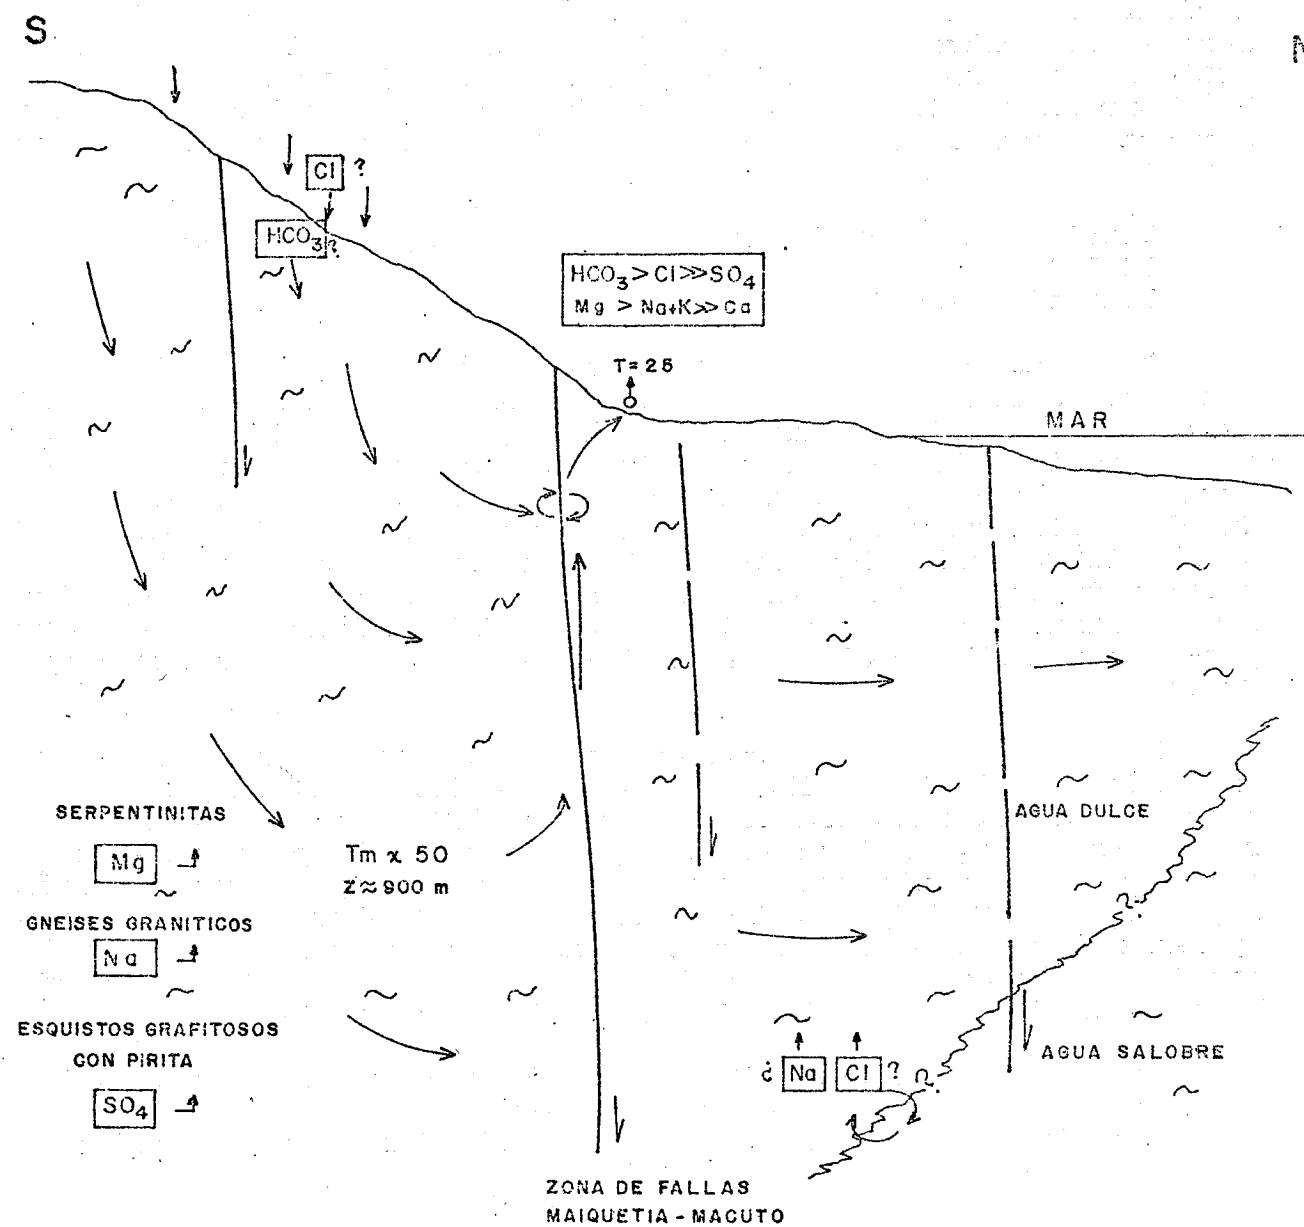 S
N
Cl ?
HCO3 ?
HCO3 > Cl >> SO4
Mg > Na+K >> Ca
T= 25
MAR
SERPENTINITAS
Mg
GNEISES GRANITICOS
Na
ESQUISTOS GRAFITOSOS
CON PIRITA
SO4
Tm ∝ 50
Z≈900 m
AGUA DULCE
?
AGUA SALOBRE
¿ Na Cl ?
?
ZONA DE FALLAS
MAIQUETIA - MACUTO